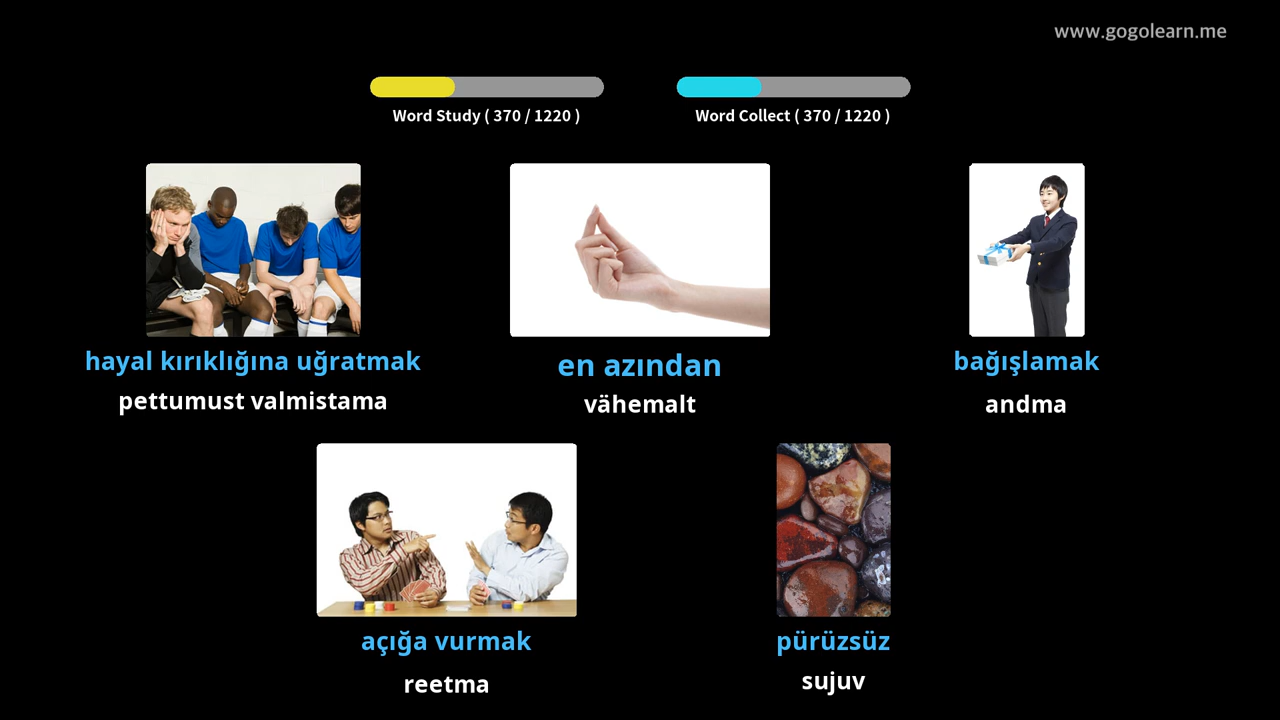 www.gogolearn.me
Word Study ( 370 / 1220 )
Word Collect ( 370 / 1220 )
hayal kırıklığına uğratmak
pettumust valmistama
en azından
vähemalt
bağışlamak
andma
açığa vurmak
reetma
pürüzsüz
sujuv